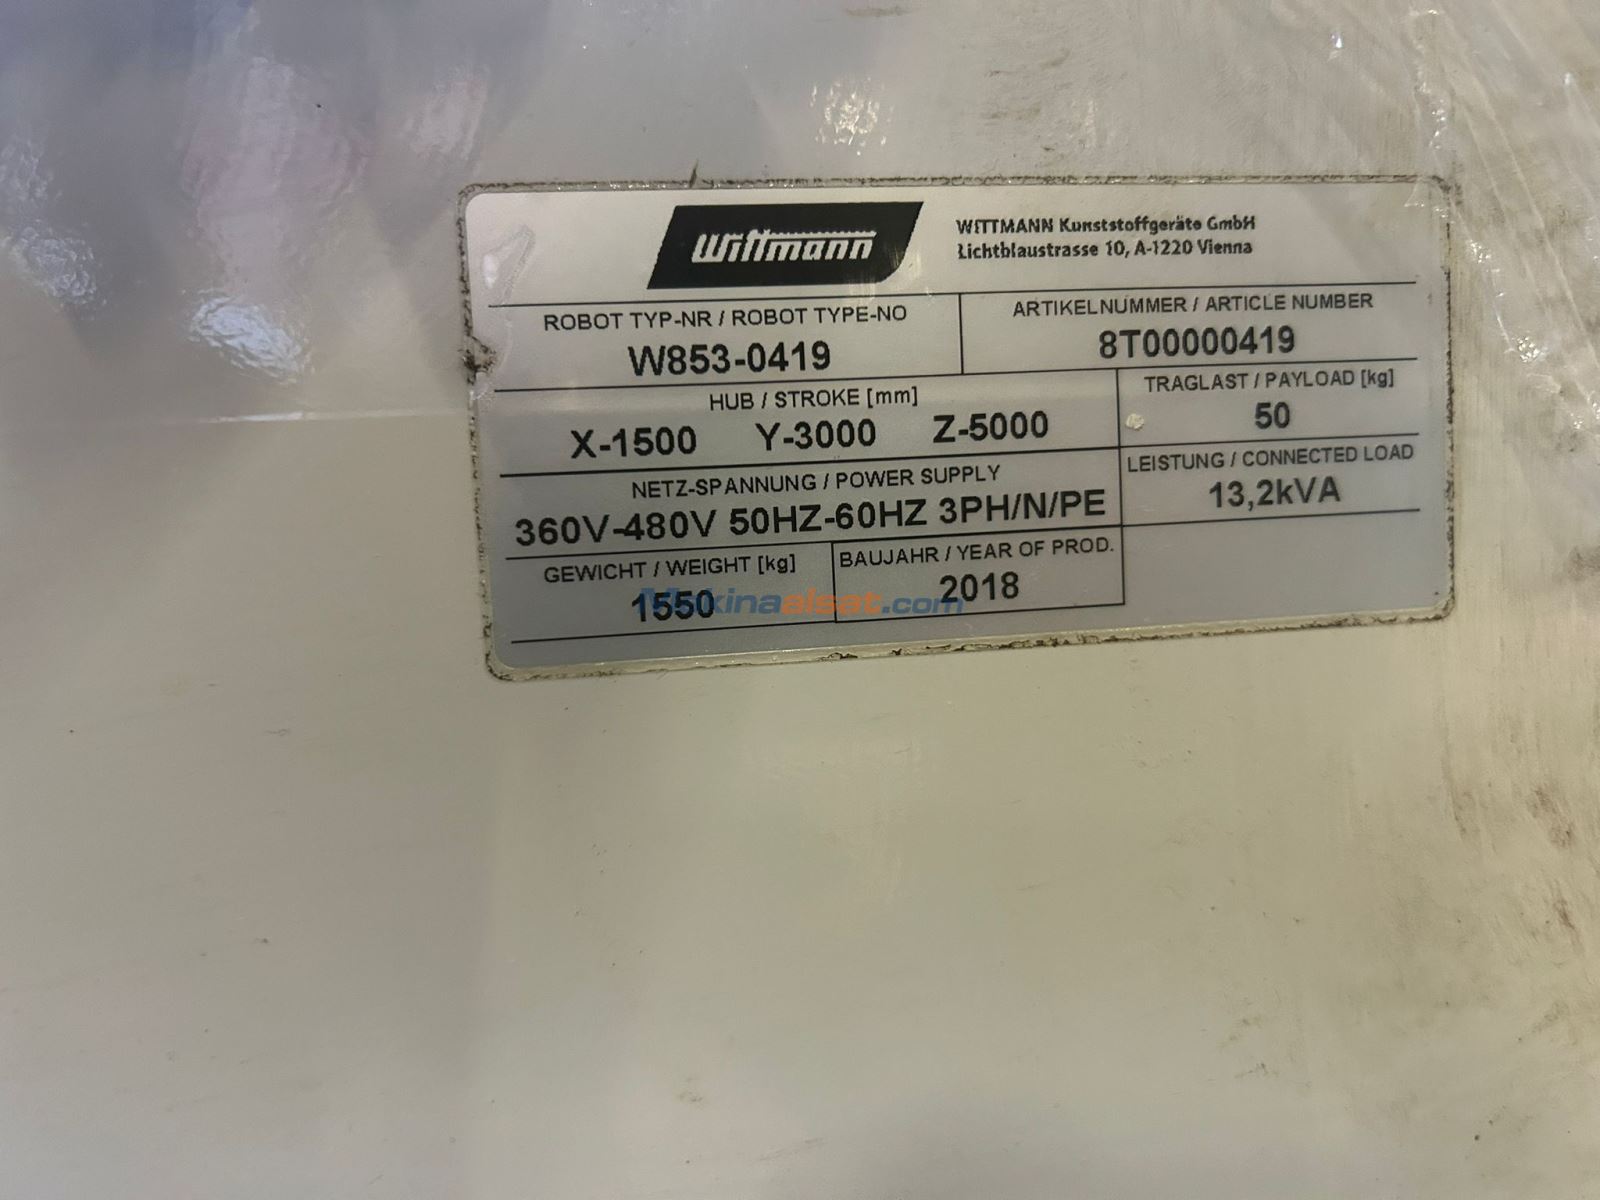 Wittmann
WITTMANN Kunststoffgeräte GmbH
Lichtblaustrasse 10, A-1220 Vienna
ROBOT TYP-NR / ROBOT TYPE-NO
W853-0419
ARTIKELNUMMER / ARTICLE NUMBER
8T00000419
HUB / STROKE [mm]
X-1500 Y-3000 Z-5000
TRAGLAST / PAYLOAD [kg]
50
NETZ-SPANNUNG / POWER SUPPLY
360V-480V 50HZ-60HZ 3PH/N/PE
LEISTUNG / CONNECTED LOAD
13,2kVA
GEWICHT / WEIGHT [kg]
1550
BAUJAHR / YEAR OF PROD.
2018
Makinaalsat.com